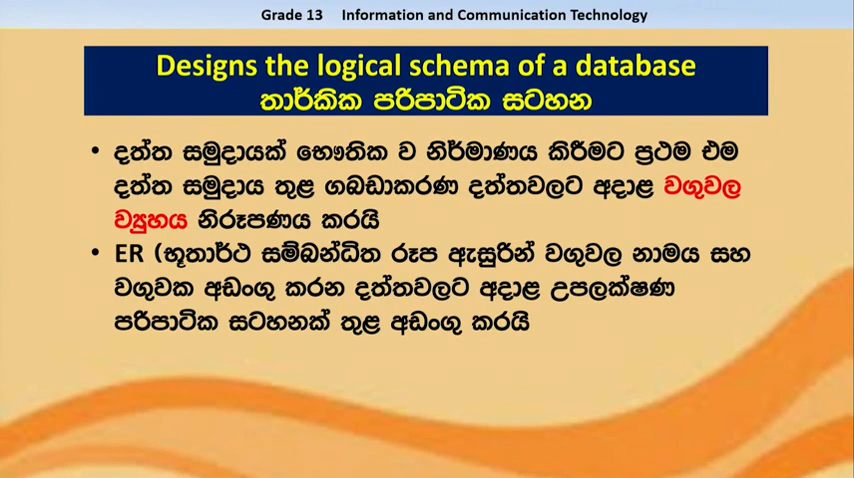 Grade 13 Information and Communication Technology
Designs the logical schema of a database
තාර්කික පරිපාටික සටහන
• දත්ත සමුදායක් භෞතික ව නිර්මාණය කිරීමට ප්‍රථම එම
දත්ත සමුදාය තුළ ගබඩාකරණ දත්තවලට අදාළ වගුවල
ව්‍යුහය නිරූපණය කරයි
• ER (භූතාර්ථ සම්බන්ධිත රූප ඇසුරින් වගුවල නාමය සහ
වගුවක අඩංගු කරන දත්තවලට අදාළ උපලක්ෂණ
පරිපාටික සටහනක් තුළ අඩංගු කරයි